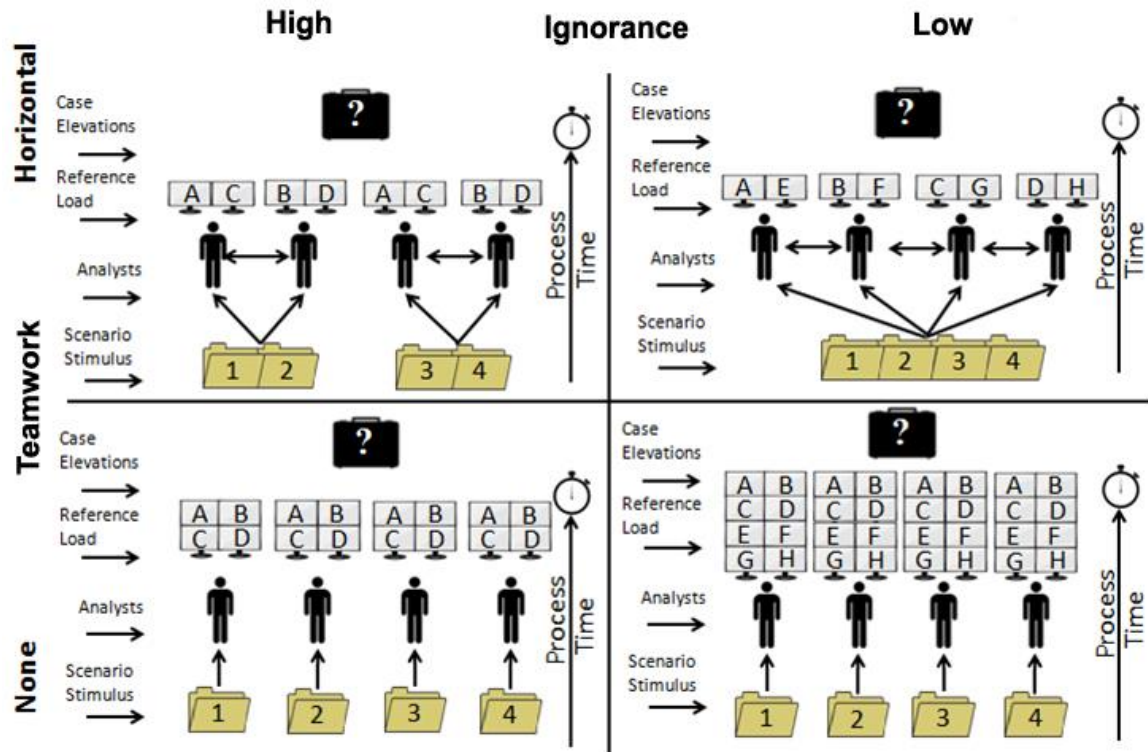 High Ignorance Low
Horizontal
Teamwork
None
Case
Elevations
?
Reference
Load
A C B D A C B D
Analysts
Scenario
Stimulus
1 2 3 4
Process
Time
Case
Elevations
?
Reference
Load
A E B F C G D H
Analysts
Scenario
Stimulus
1 2 3 4
Process
Time
Case
Elevations
?
Reference
Load
A B A B A B A B
C D C D C D C D
Analysts
Scenario
Stimulus
1 2 3 4
Process
Time
Case
Elevations
?
Reference
Load
A B A B A B A B
C D C D C D C D
E F E F E F E F
G H G H G H G H
Analysts
Scenario
Stimulus
1 2 3 4
Process
Time